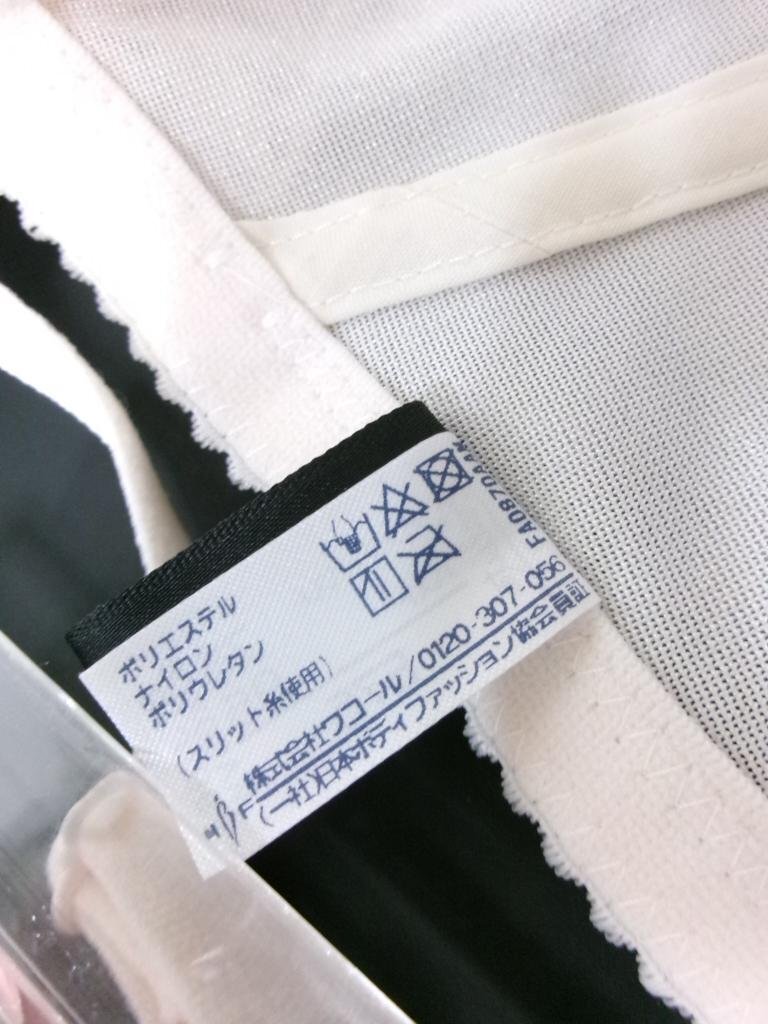 ポリエステル
ナイロン
ポリウレタン
(スリット糸使用)
株式会社ワコール/0120-307-056
(一社)日本ボディファッション協会員証